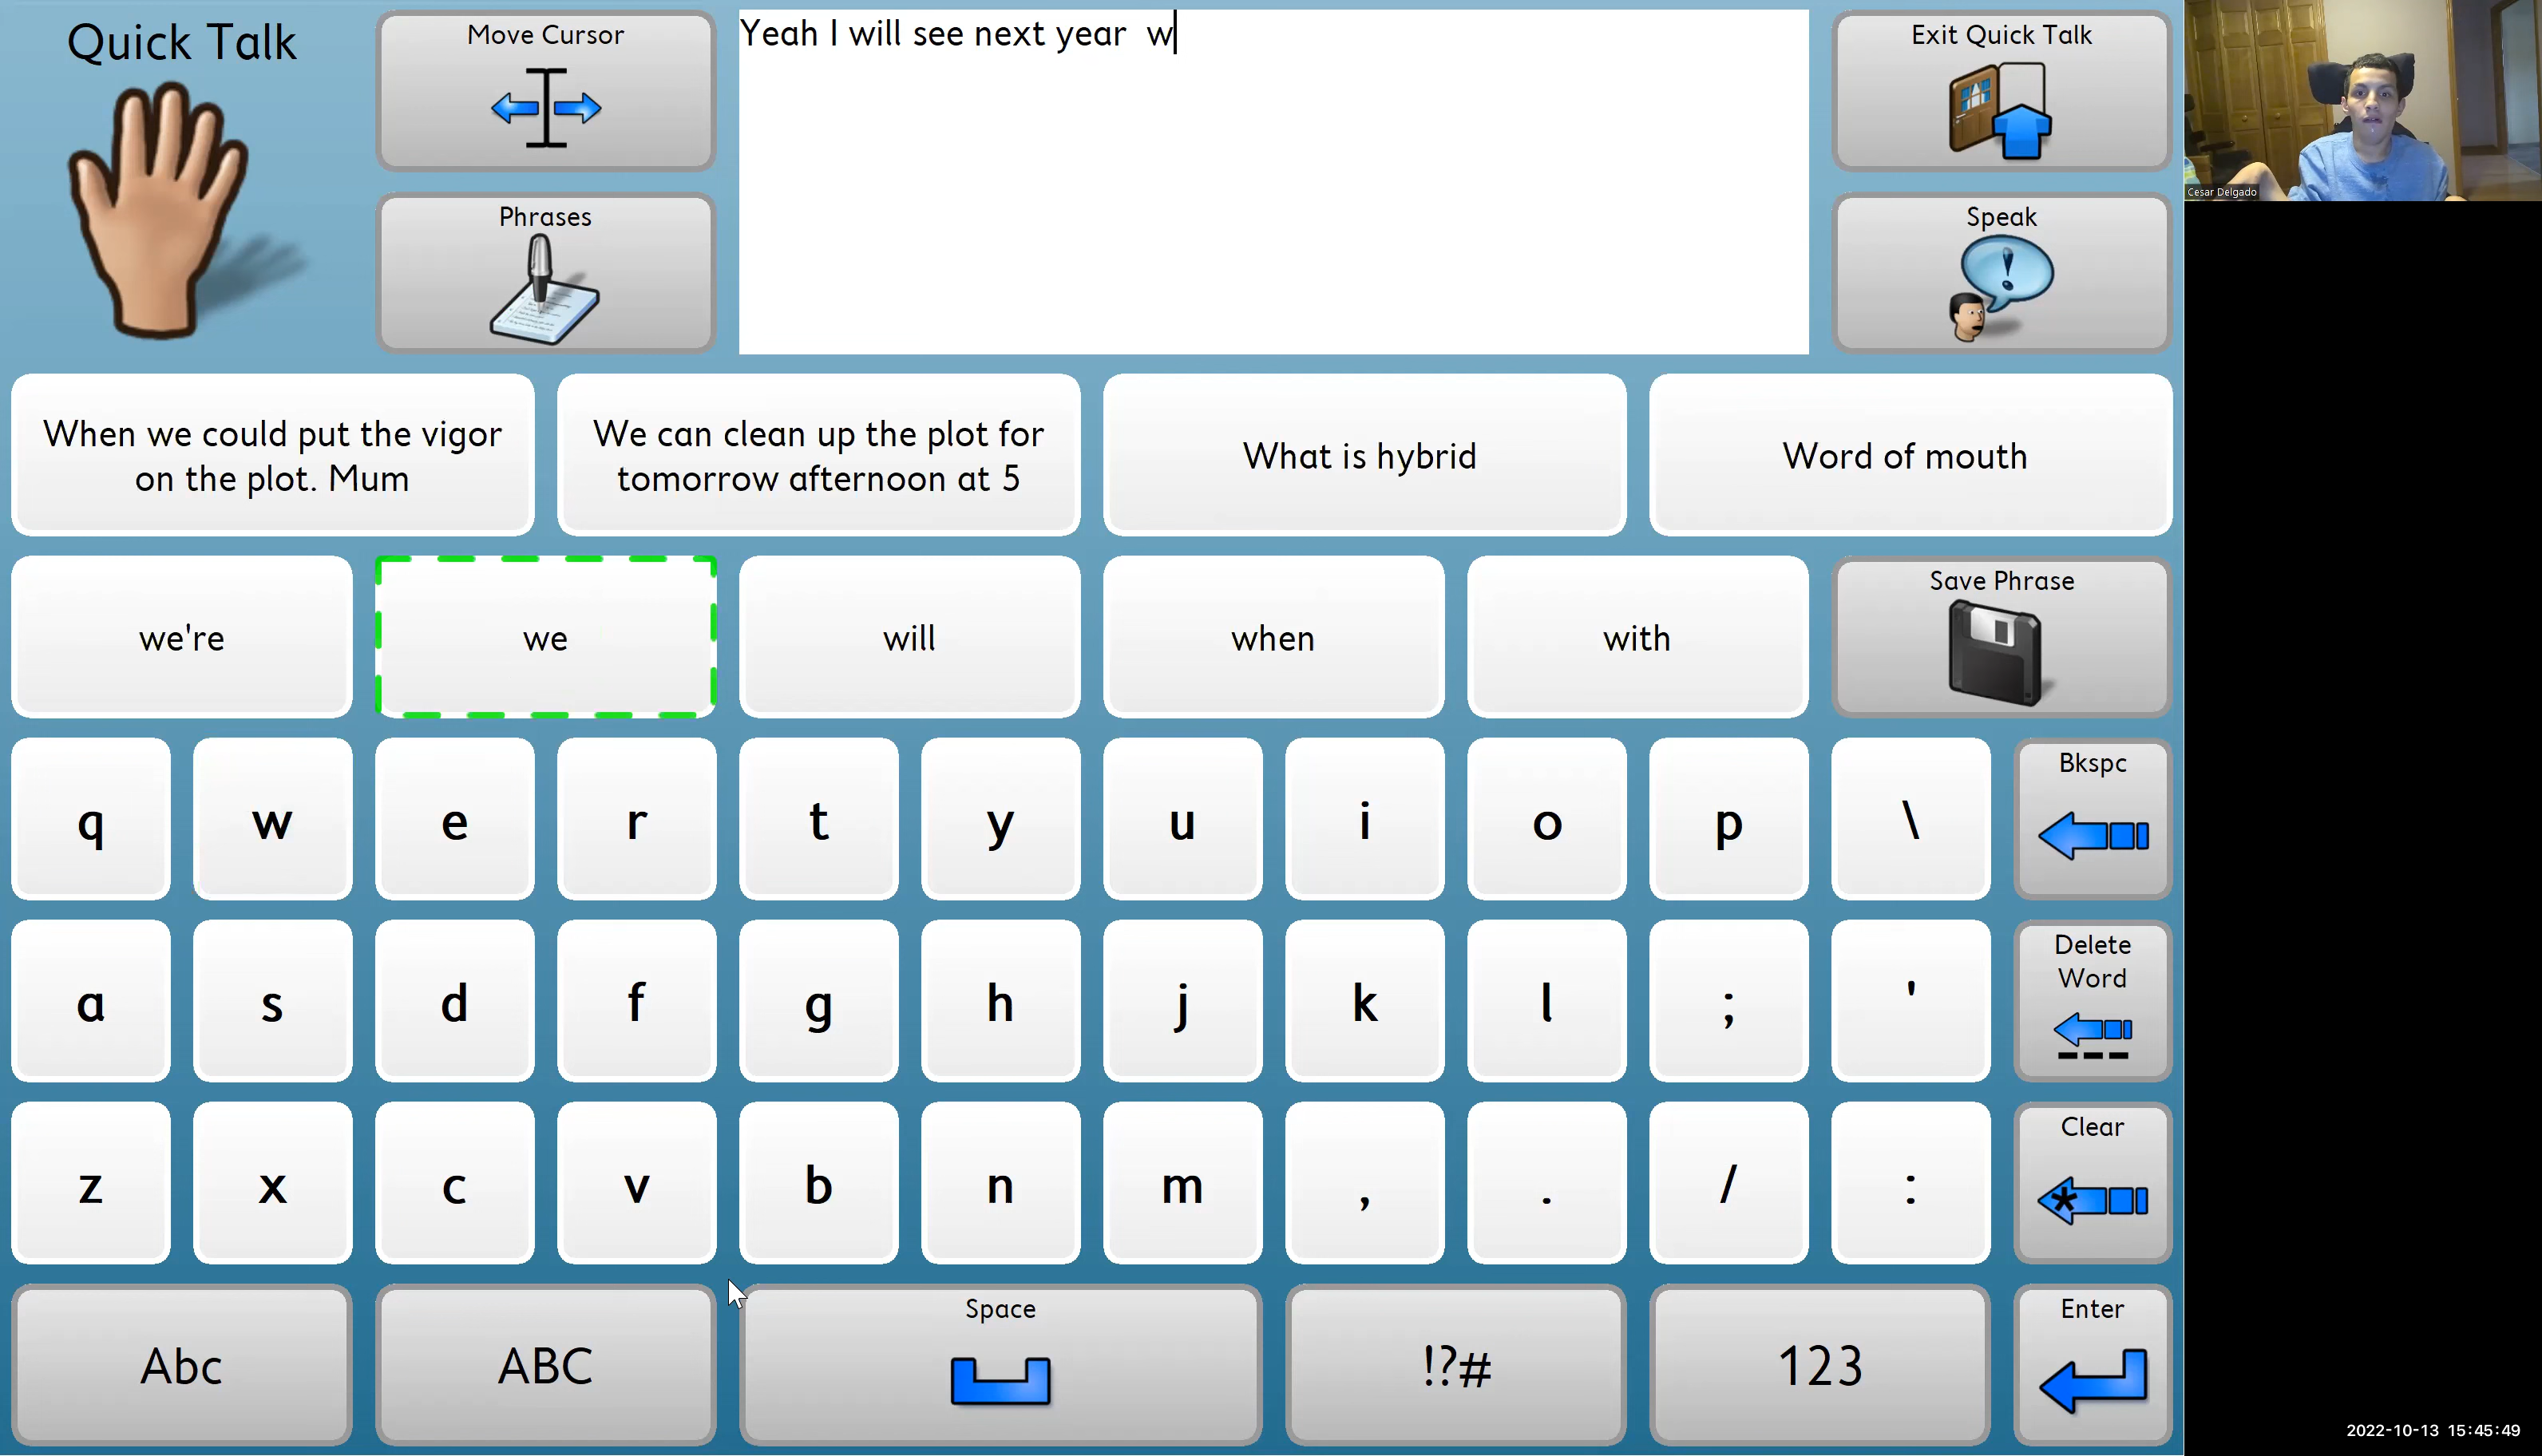 Quick Talk
Move Cursor
Yeah I will see next year  w
Exit Quick Talk
Cesar Delgado
Phrases
Speak
When we could put the vigor
on the plot. Mum
We can clean up the plot for
tomorrow afternoon at 5
What is hybrid
Word of mouth
we're
we
will
when
with
Save Phrase
q w e r t y u i o p \
Bkspc
a s d f g h j k l ; '
Delete
Word
z x c v b n m , . / :
Clear
Abc
ABC
Space
!?#
123
Enter
2022-10-13 15:45:49